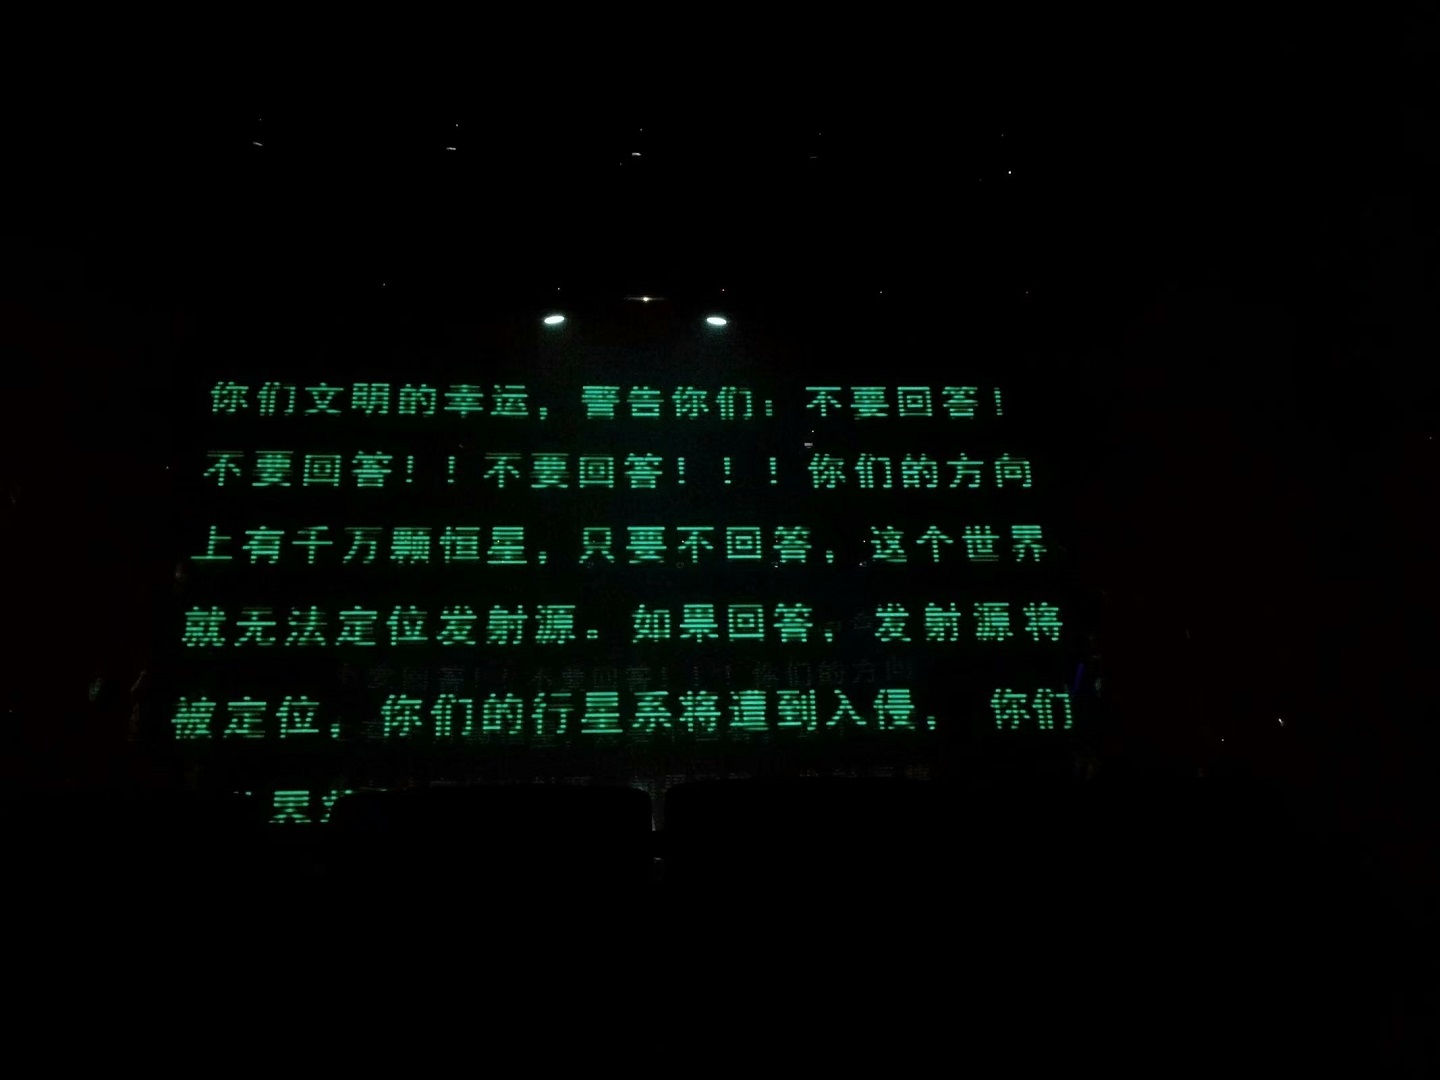 你们文明的幸运，警告你们：不要回答！
不要回答！！不要回答！！！你们的方向
上有千万颗恒星，只要不回答，这个世界
就无法定位发射源。如果回答，发射源将
被定位，你们的行星系将遭到入侵， 你们